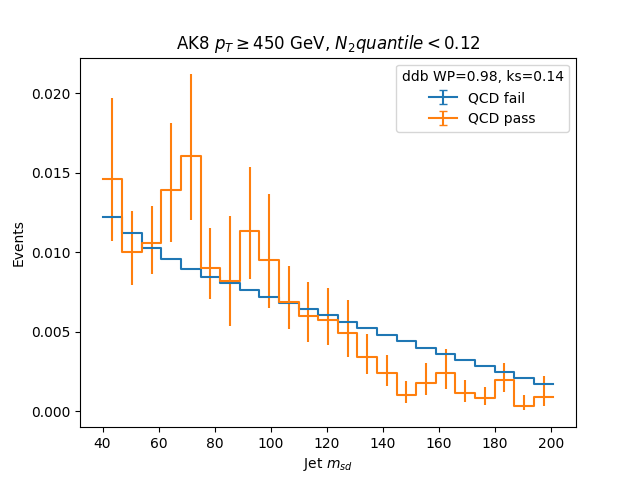 AK8 $p_T \geq 450$ GeV, $N_2quantile < 0.12$
ddb WP=0.98, ks=0.14
QCD fail
QCD pass
Events
0.020
0.015
0.010
0.005
0.000
40 60 80 100 120 140 160 180 200
Jet $m_{sd}$